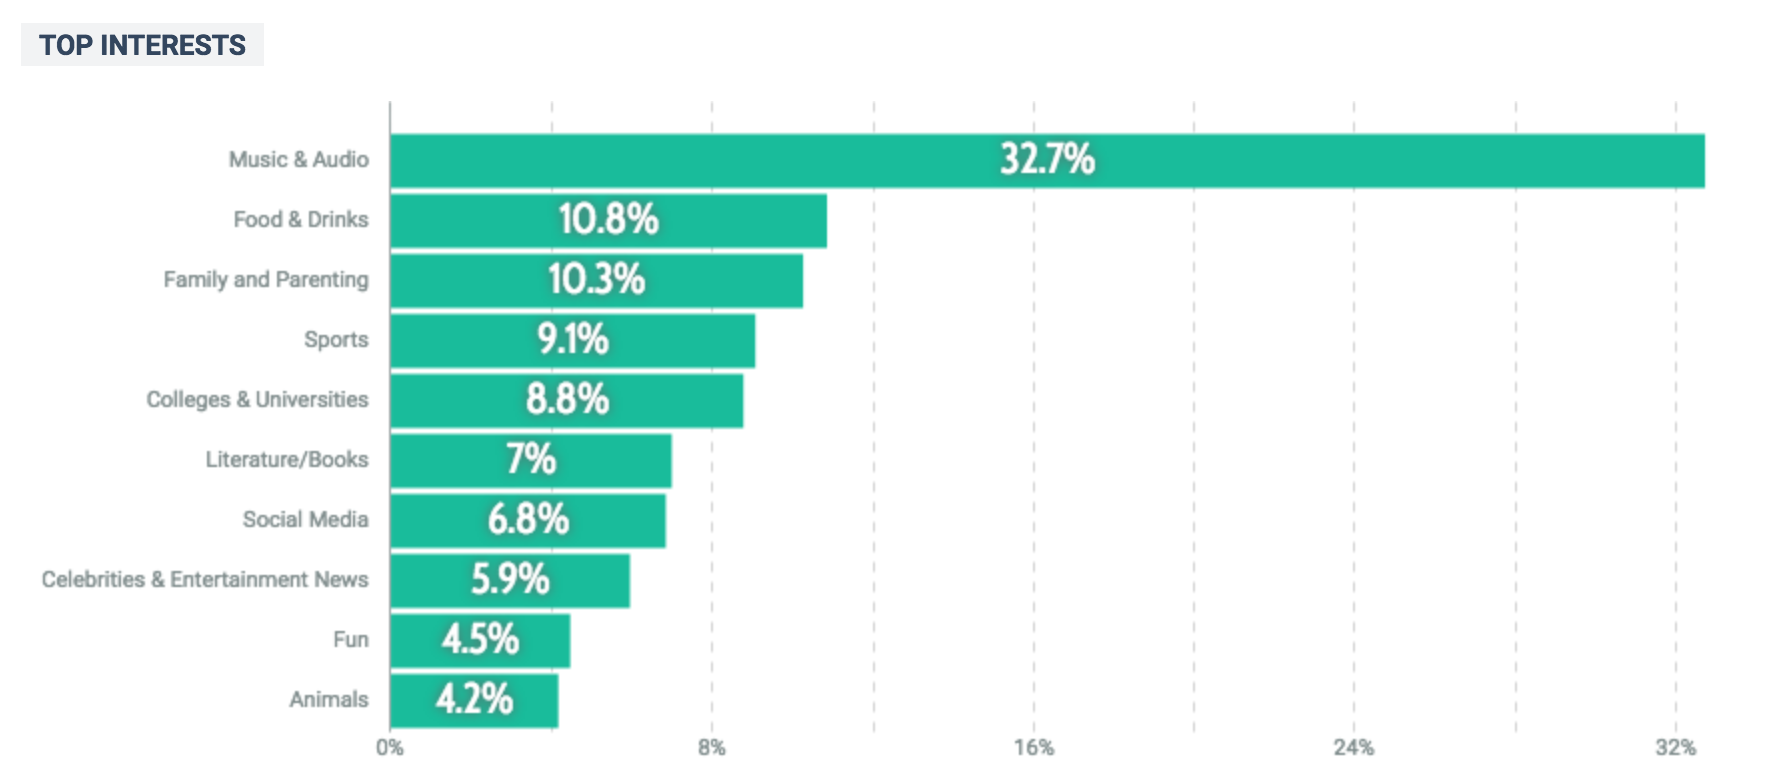 TOP INTERESTS
Music & Audio 32.7%
Food & Drinks 10.8%
Family and Parenting 10.3%
Sports 9.1%
Colleges & Universities 8.8%
Literature/Books 7%
Social Media 6.8%
Celebrities & Entertainment News 5.9%
Fun 4.5%
Animals 4.2%
0% 8% 16% 24% 32%